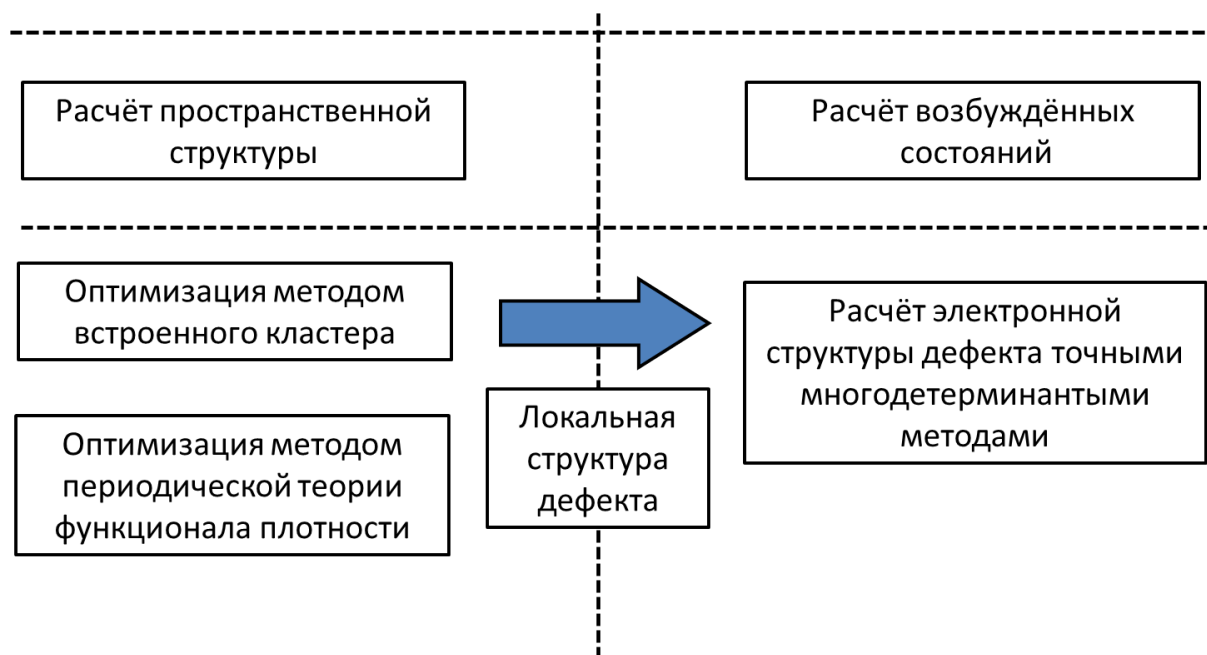 Расчёт пространственной
структуры
Расчёт возбуждённых
состояний
Оптимизация методом
встроенного кластера
Оптимизация методом
периодической теории
функционала плотности
Локальная
структура
дефекта
Расчёт электронной
структуры дефекта точными
многодетерминантыми
методами